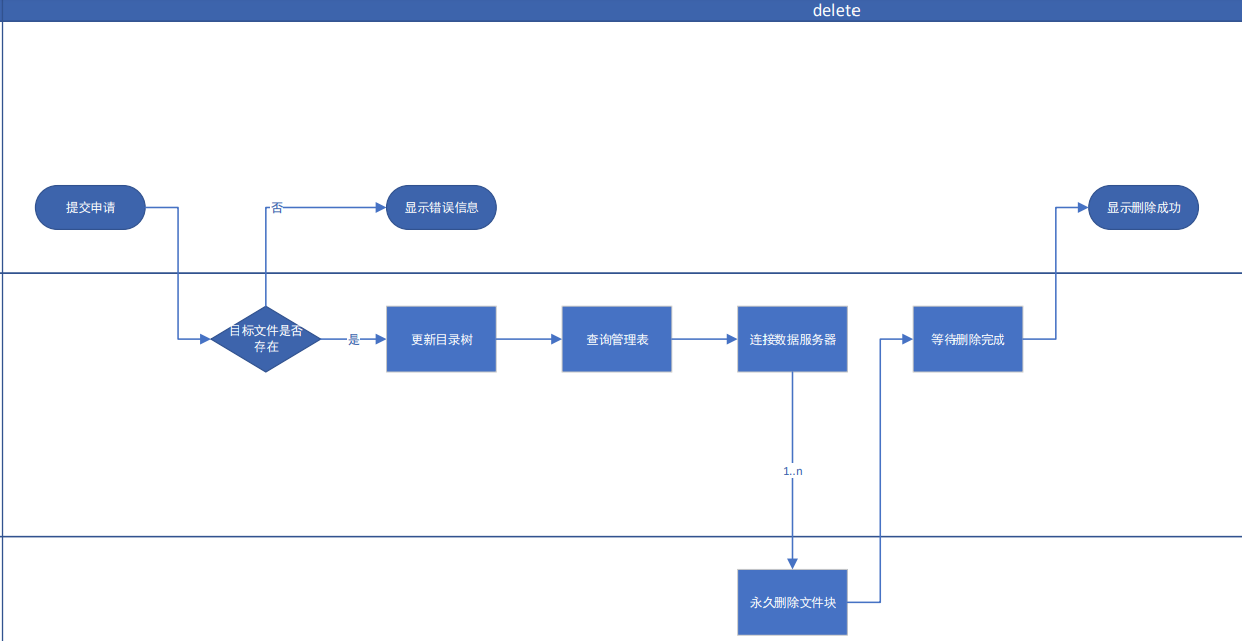 delete
提交申请
否
显示错误信息
显示删除成功
目标文件是否
存在
是
更新目录树
查询管理表
连接数据服务器
等待删除完成
1..n
永久删除文件块